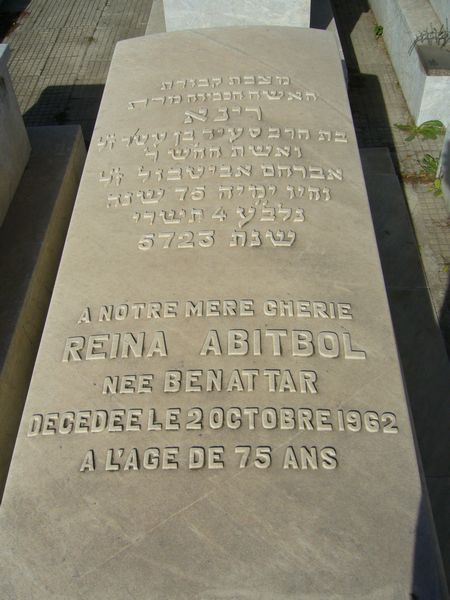 מצבת קבורת
האשה הנכבדה מרת
רינא
בת הרב סעיד בן עטר ז״ל
ואשת החש׳ ר׳
אברהם אביטבול ז״ל
והיו ימיה 75 שנה
נלב״ע 4 תשרי
שנת 5723
A NOTRE MERE CHERIE
REINA ABITBOL
NEE BENATTAR
DECEDEE LE 2 OCTOBRE 1962
A L'AGE DE 75 ANS